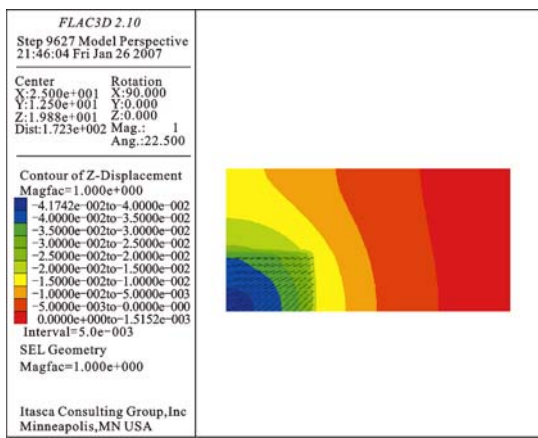 FLAC3D 2.10
Step 9627 Model Perspective
21:46:04 Fri Jan 26 2007
Center Rotation
X:2.500e+001 X:90.000
Y:1.250e+001 Y:0.000
Z:1.988e+001 Z:0.000
Dist:1.723e+002 Mag.: 1
Ang.:22.500
Contour of Z-Displacement
Magfac=1.000e+000
-4.1742e-002to-4.0000e-002
-4.0000e-002to-3.5000e-002
-3.5000e-002to-3.0000e-002
-3.0000e-002to-2.5000e-002
-2.5000e-002to-2.0000e-002
-2.0000e-002to-1.5000e-002
-1.5000e-002to-1.0000e-002
-1.0000e-002to-5.0000e-003
-5.0000e-003to-0.0000e-000
0.0000e+000to-1.5152e-003
Interval=5.0e-003
SEL Geometry
Magfac=1.000e+000
Itasca Consulting Group,Inc
Minneapolis,MN USA